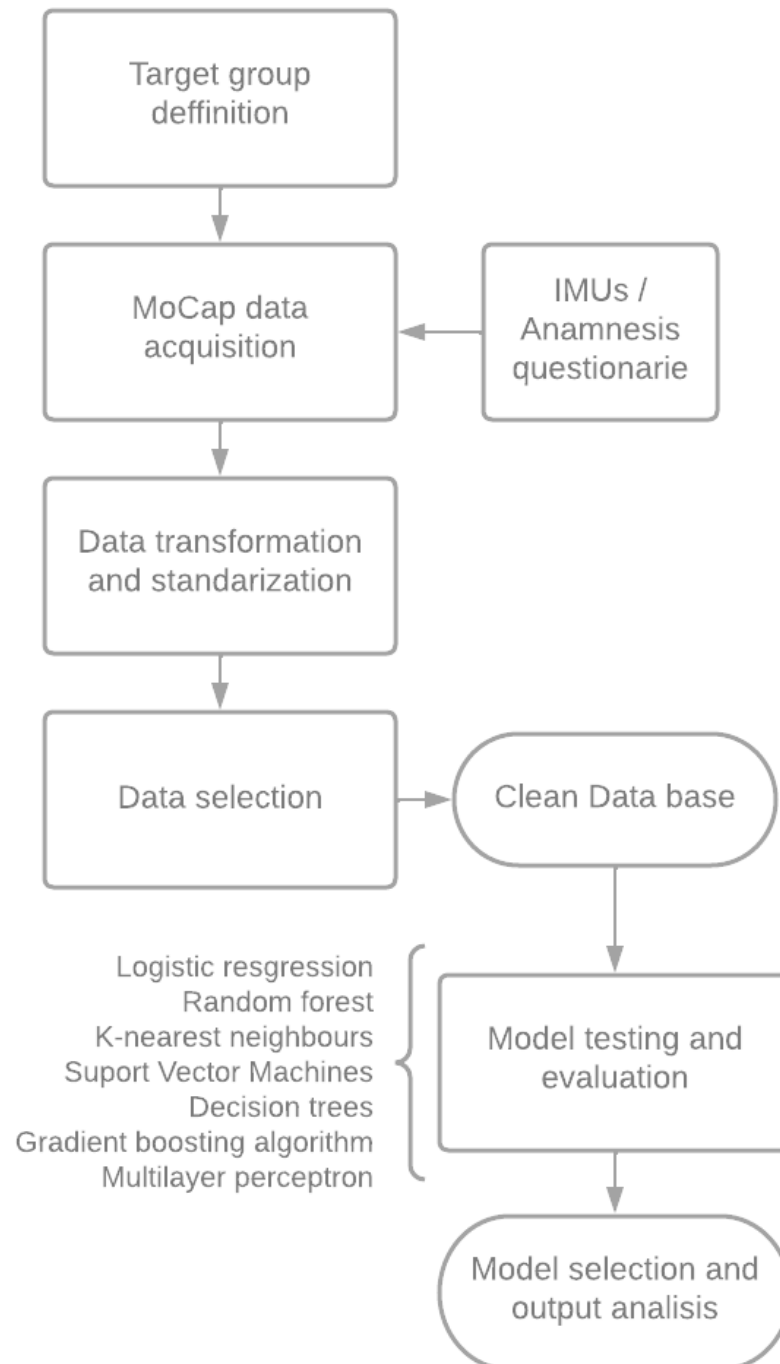 Target group
deffinition
MoCap data
acquisition
IMUs /
Anamnesis
questionarie
Data transformation
and standarization
Data selection
Clean Data base
Logistic resgression
Random forest
K-nearest neighbours
Suport Vector Machines
Decision trees
Gradient boosting algorithm
Multilayer perceptron
Model testing and
evaluation
Model selection and
output analisis